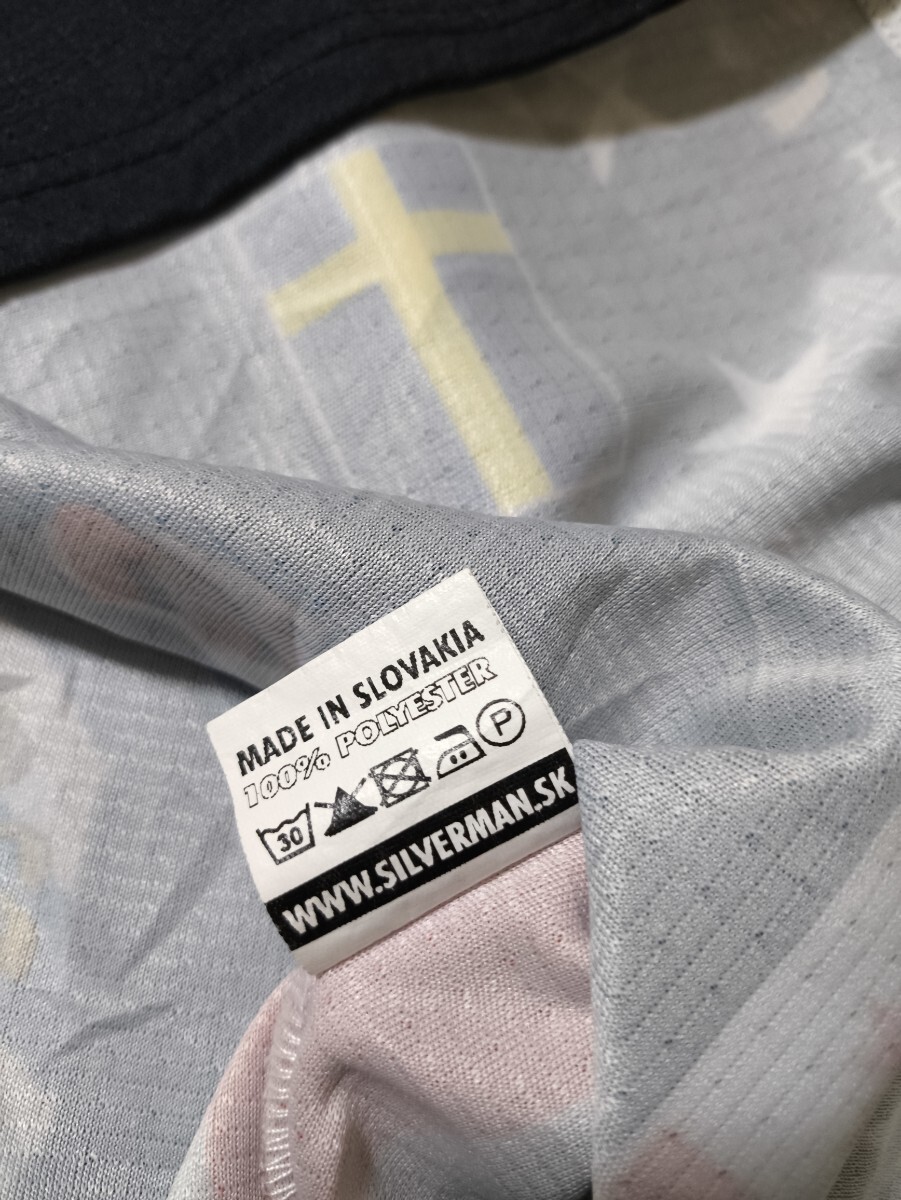 MADE IN SLOVAKIA
100% POLYESTER
30 P
WWW.SILVERMAN.SK